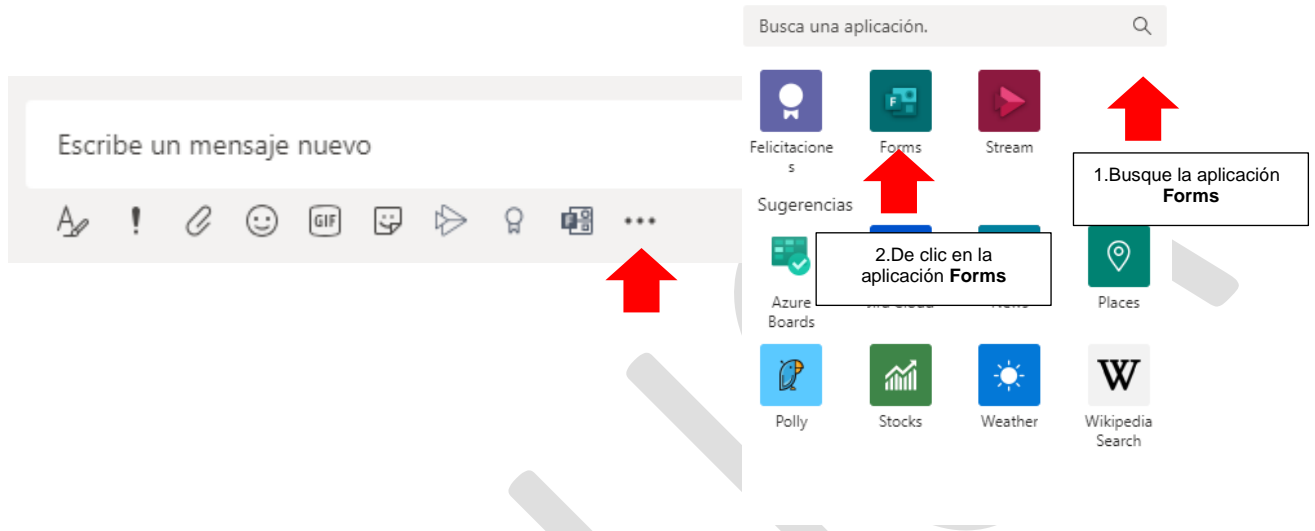 Busca una aplicación.
Escribe un mensaje nuevo
GIF
Felicitacione
s
Forms
Stream
1.Busque la aplicación
Forms
Sugerencias
2.De clic en la
aplicación Forms
Azure
Boards
Places
Polly
Stocks
Weather
W
Wikipedia
Search